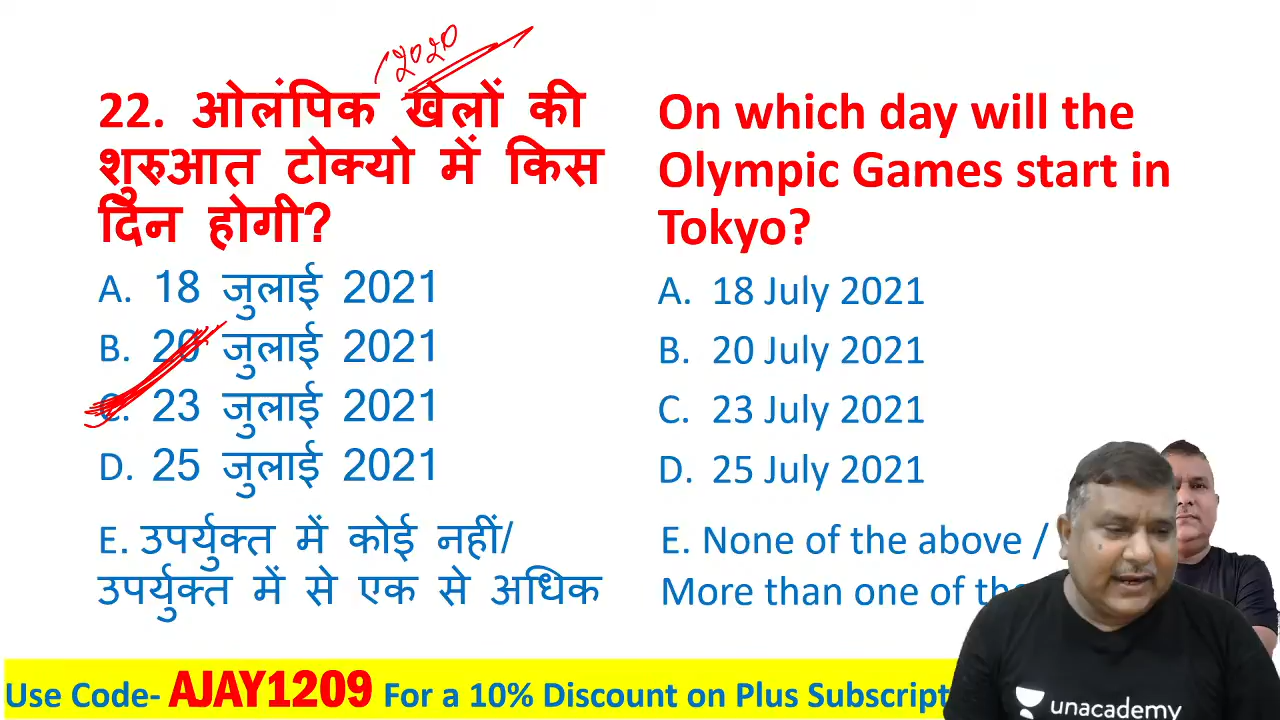 2020
22. ओलंपिक खेलों की
शुरुआत टोक्यो में किस
दिन होगी?
A. 18 जुलाई 2021
B. 20 जुलाई 2021
C. 23 जुलाई 2021
D. 25 जुलाई 2021
E. उपर्युक्त में कोई नहीं/
उपर्युक्त में से एक से अधिक
On which day will the
Olympic Games start in
Tokyo?
A. 18 July 2021
B. 20 July 2021
C. 23 July 2021
D. 25 July 2021
E. None of the above /
More than one of
Use Code- AJAY1209 For a 10% Discount on Plus
unacademy